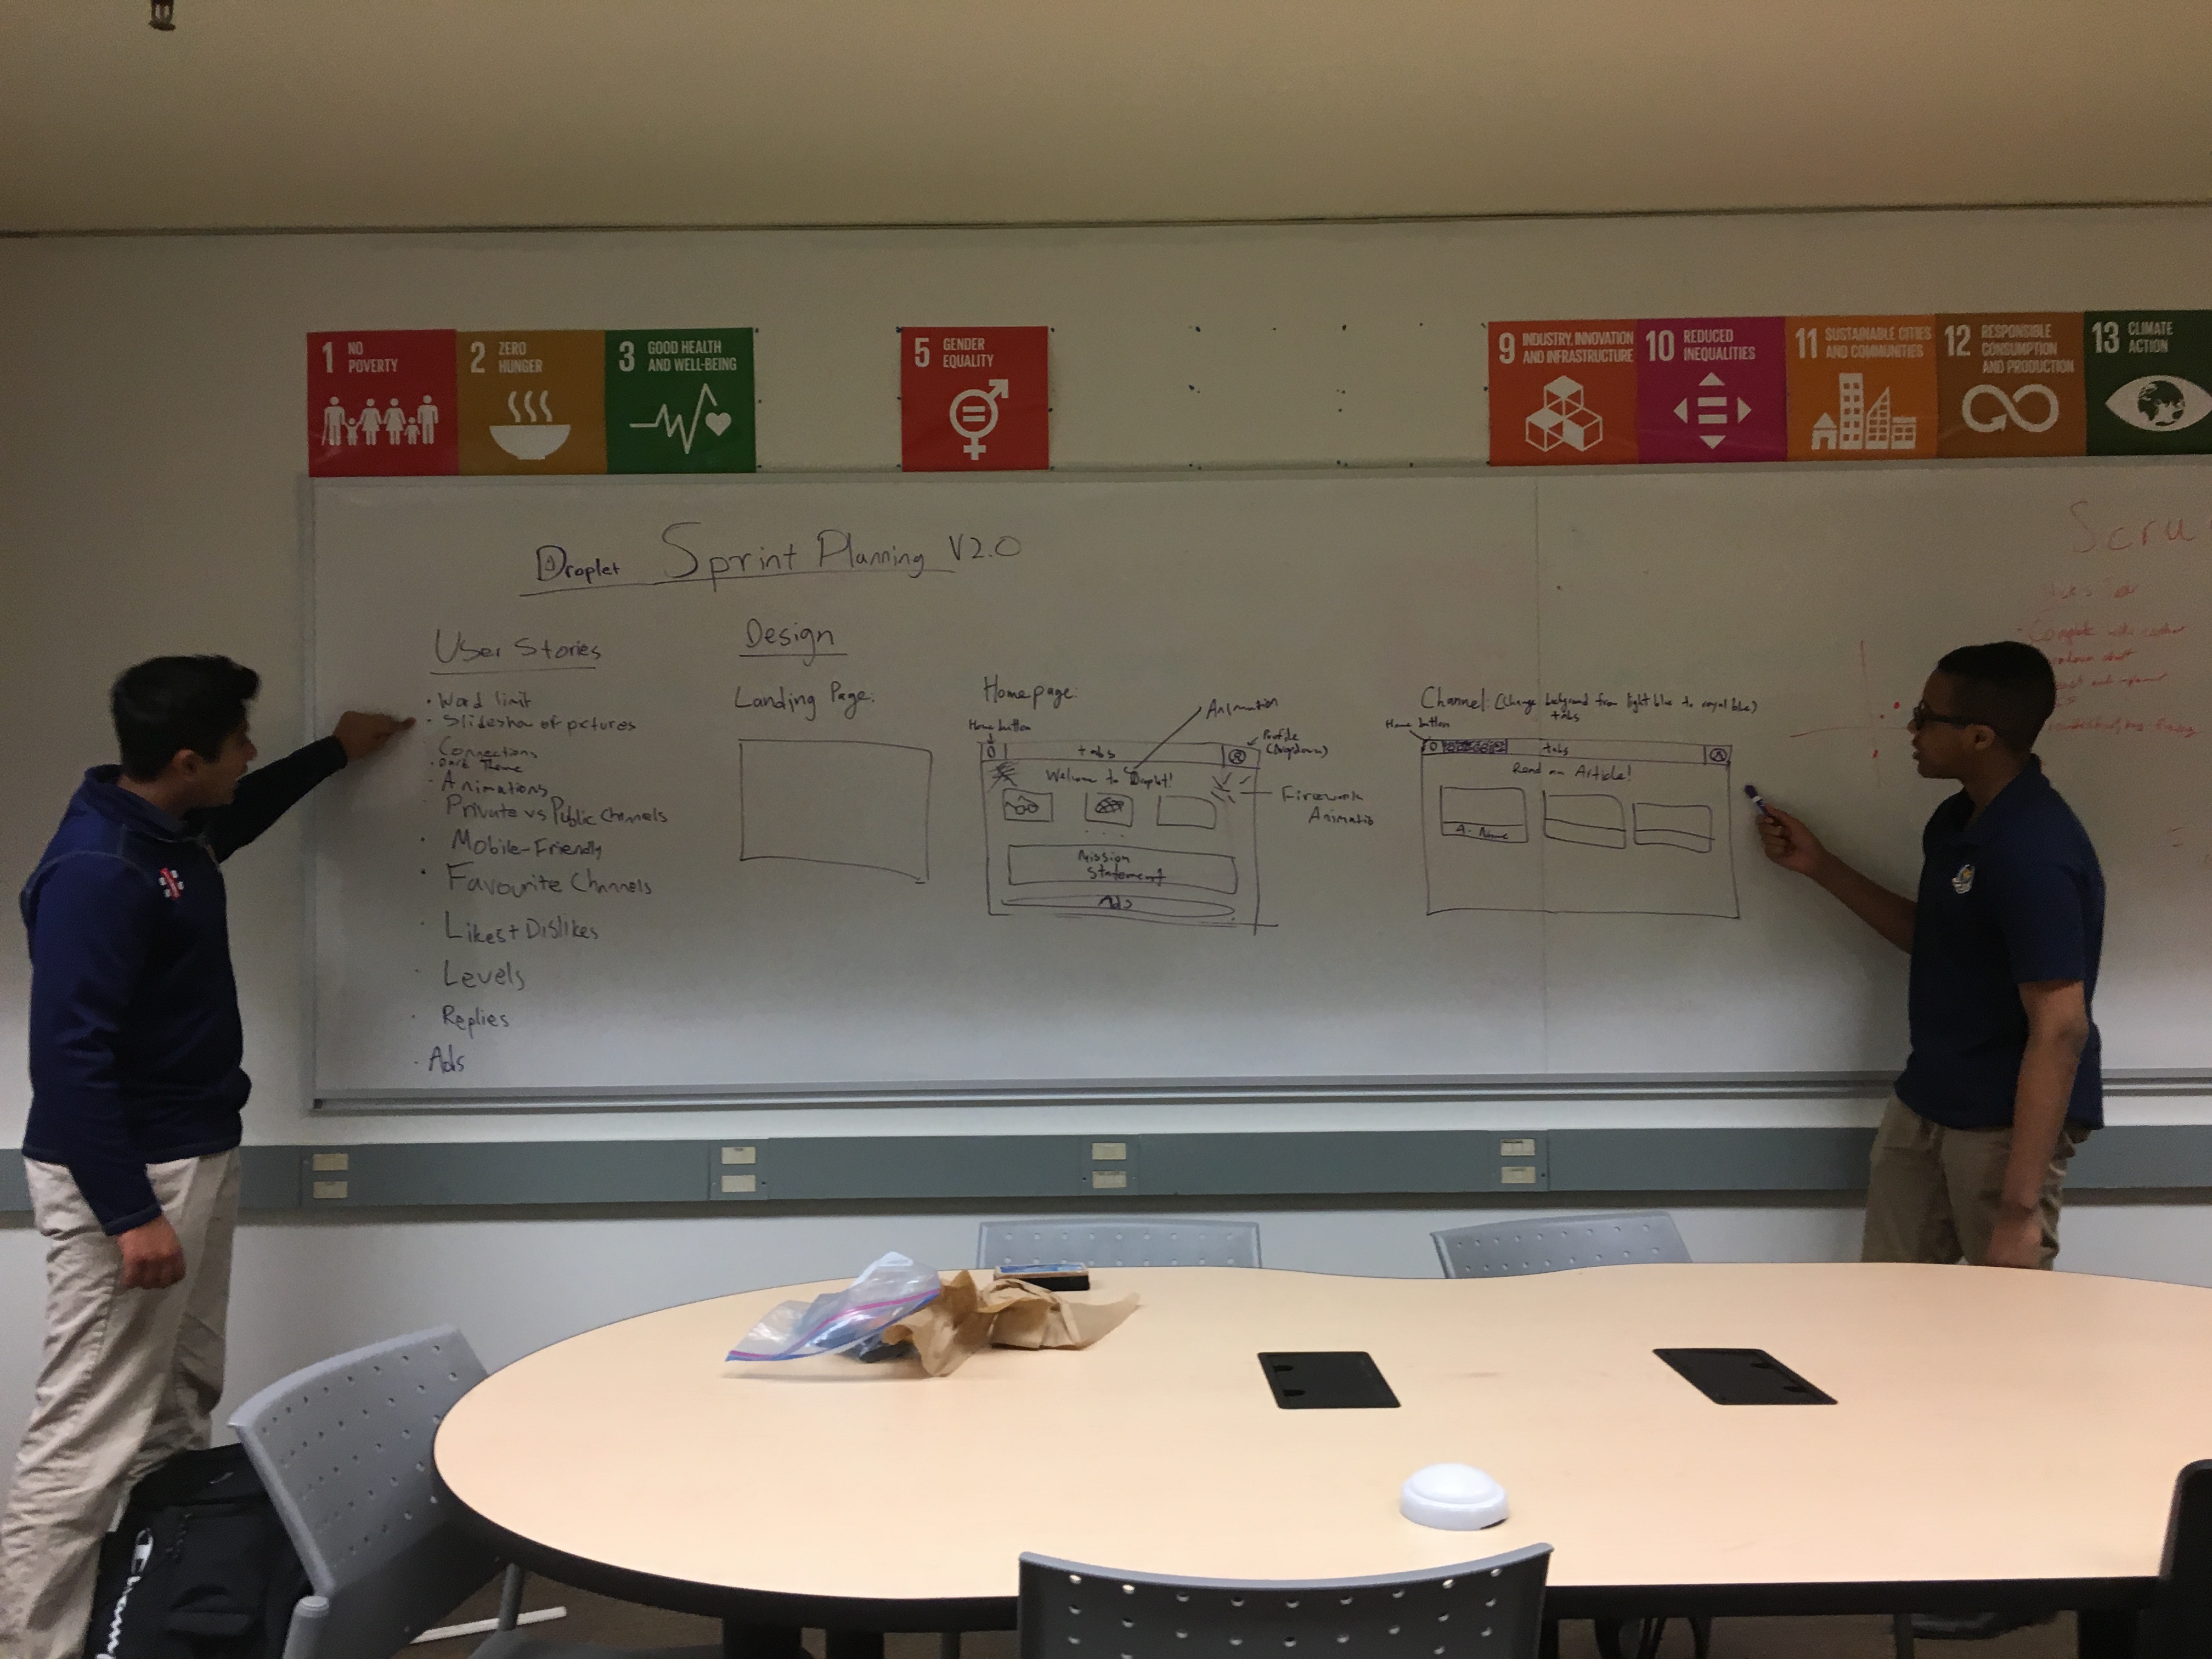 1 NO
POVERTY
2 ZERO
HUNGER
3 GOOD HEALTH
AND WELL-BEING
5 GENDER
EQUALITY
9 INDUSTRY, INNOVATION
AND INFRASTRUCTURE
10 REDUCED
INEQUALITIES
11 SUSTAINABLE CITIES
AND COMMUNITIES
12 RESPONSIBLE
CONSUMPTION
AND PRODUCTION
13 CLIMATE
ACTION
Droplet Sprint Planning V2.0
User Stories
· Word limit
· Slideshow of pictures
Connections
· Dark Theme
· Animations
· Private vs Public Channels
· Mobile-Friendly
· Favourite Channels
· Likes + Dislikes
· Levels
· Replies
· Ads
Design
Landing Page:
Homepage:
Animation
Home button
Profile
(Dropdown)
tabs
Welcome to Droplet!
Firework
Animatio
Mission
Statement
Ads
Channel: (Change background from light blue to royal blue)
tabs
Home button
tabs
Read an Article!
A. Name
Scru
Champion